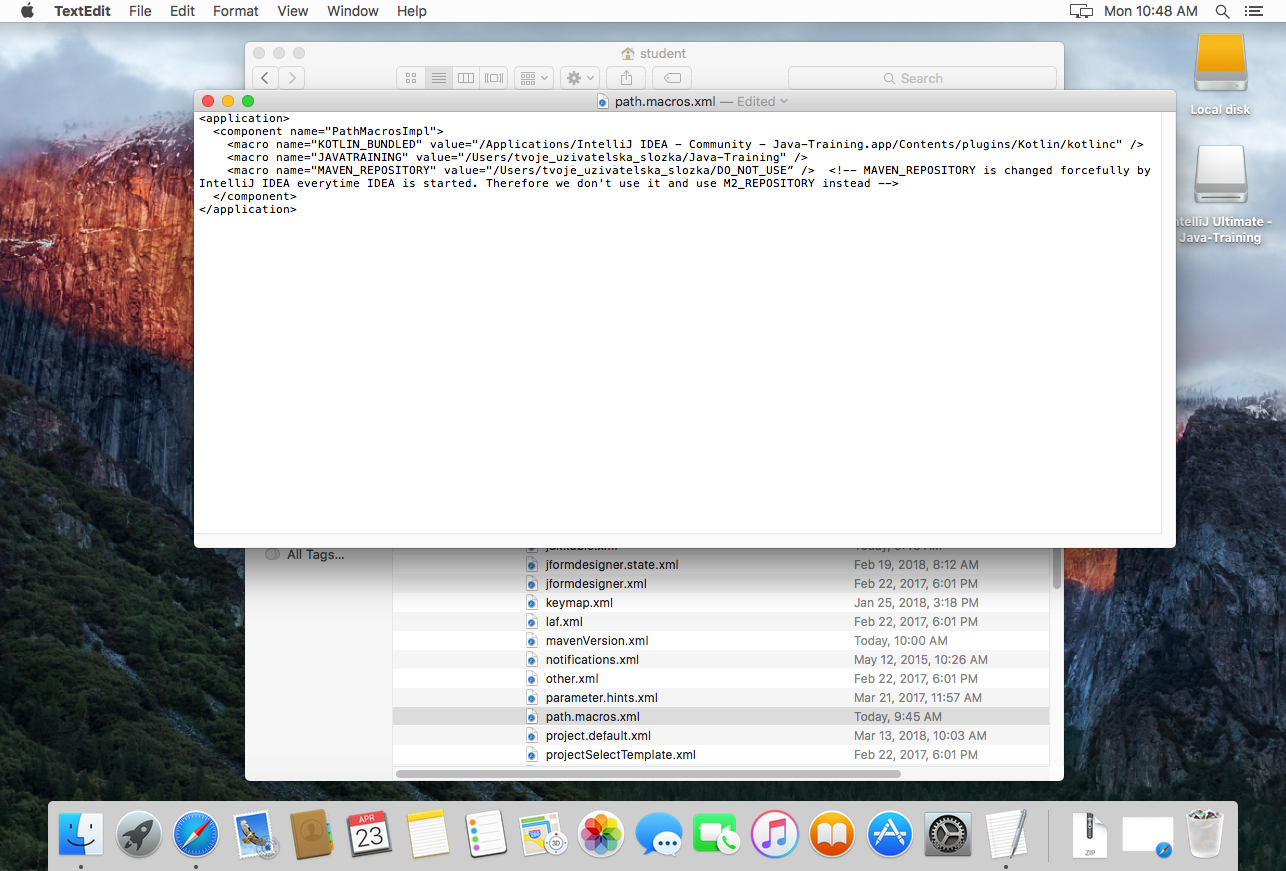 TextEdit File Edit Format View Window Help Mon 10:48 AM
student
Search
path.macros.xml — Edited
Local disk
<application>
<component name="PathMacrosImpl">
<macro name="KOTLIN_BUNDLED" value="/Applications/IntelliJ IDEA - Community - Java-Training.app/Contents/plugins/Kotlin/kotlinc" />
<macro name="JAVATRAINING" value="/Users/tvoje_uzivatelska_slozka/Java-Training" />
<macro name="MAVEN_REPOSITORY" value="/Users/tvoje_uzivatelska_slozka/DO_NOT_USE” />  <!-- MAVEN_REPOSITORY is changed forcefully by
IntelliJ IDEA everytime IDEA is started. Therefore we don't use it and use M2_REPOSITORY instead -->
</component>
</application>
ntelliJ Ultimate -
Java-Training
All Tags...
jformdesigner.state.xml Feb 19, 2018, 8:12 AM
jformdesigner.xml Feb 22, 2017, 6:01 PM
keymap.xml Jan 25, 2018, 3:18 PM
laf.xml Feb 22, 2017, 6:01 PM
mavenVersion.xml Today, 10:00 AM
notifications.xml May 12, 2015, 10:26 AM
other.xml Feb 22, 2017, 6:01 PM
parameter.hints.xml Mar 21, 2017, 11:57 AM
path.macros.xml Today, 9:45 AM
project.default.xml Mar 13, 2018, 10:03 AM
projectSelectTemplate.xml Feb 22, 2017, 6:01 PM
APR
23
280
3D
ZIP